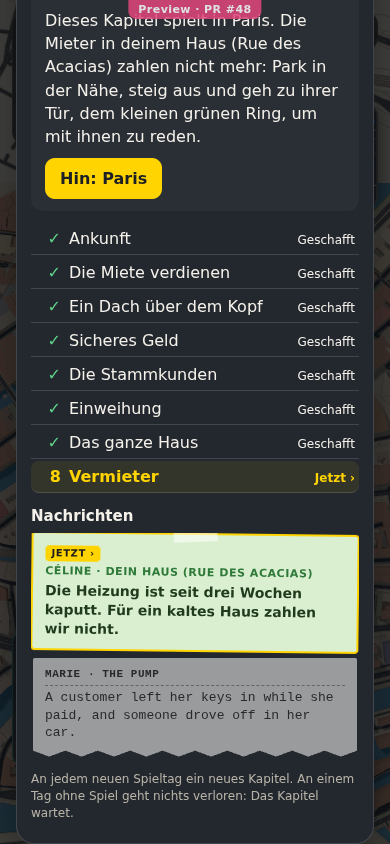 Preview · PR #48
Dieses Kapitel spielt in Paris. Die
Mieter in deinem Haus (Rue des
Acacias) zahlen nicht mehr: Park in
der Nähe, steig aus und geh zu ihrer
Tür, dem kleinen grünen Ring, um
mit ihnen zu reden.
Hin: Paris
✓ Ankunft Geschafft
✓ Die Miete verdienen Geschafft
✓ Ein Dach über dem Kopf Geschafft
✓ Sicheres Geld Geschafft
✓ Die Stammkunden Geschafft
✓ Einweihung Geschafft
✓ Das ganze Haus Geschafft
8 Vermieter Jetzt ›
Nachrichten
JETZT ›
CÉLINE · DEIN HAUS (RUE DES ACACIAS)
Die Heizung ist seit drei Wochen
kaputt. Für ein kaltes Haus zahlen
wir nicht.
MARIE · THE PUMP
A customer left her keys in while she
paid, and someone drove off in her
car.
An jedem neuen Spieltag ein neues Kapitel. An einem
Tag ohne Spiel geht nichts verloren: Das Kapitel
wartet.